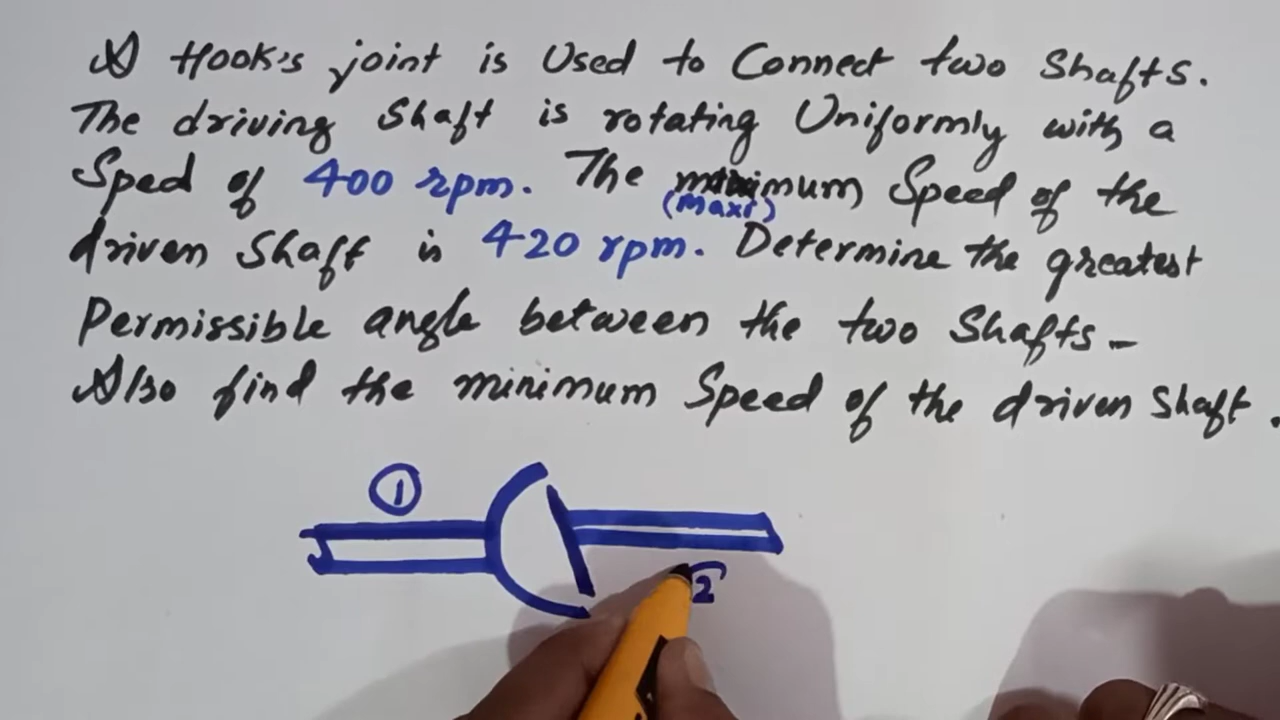 A Hook's joint is Used to Connect two Shafts.
The driving Shaft is rotating Uniformly with a
Sped of 400 rpm. The maximum Speed of the
(Maxi)
driven Shaft is 420 rpm. Determine the greatest
Permissible angle between the two Shafts-
Also find the minimum Speed of the driven Shaft.
1
2